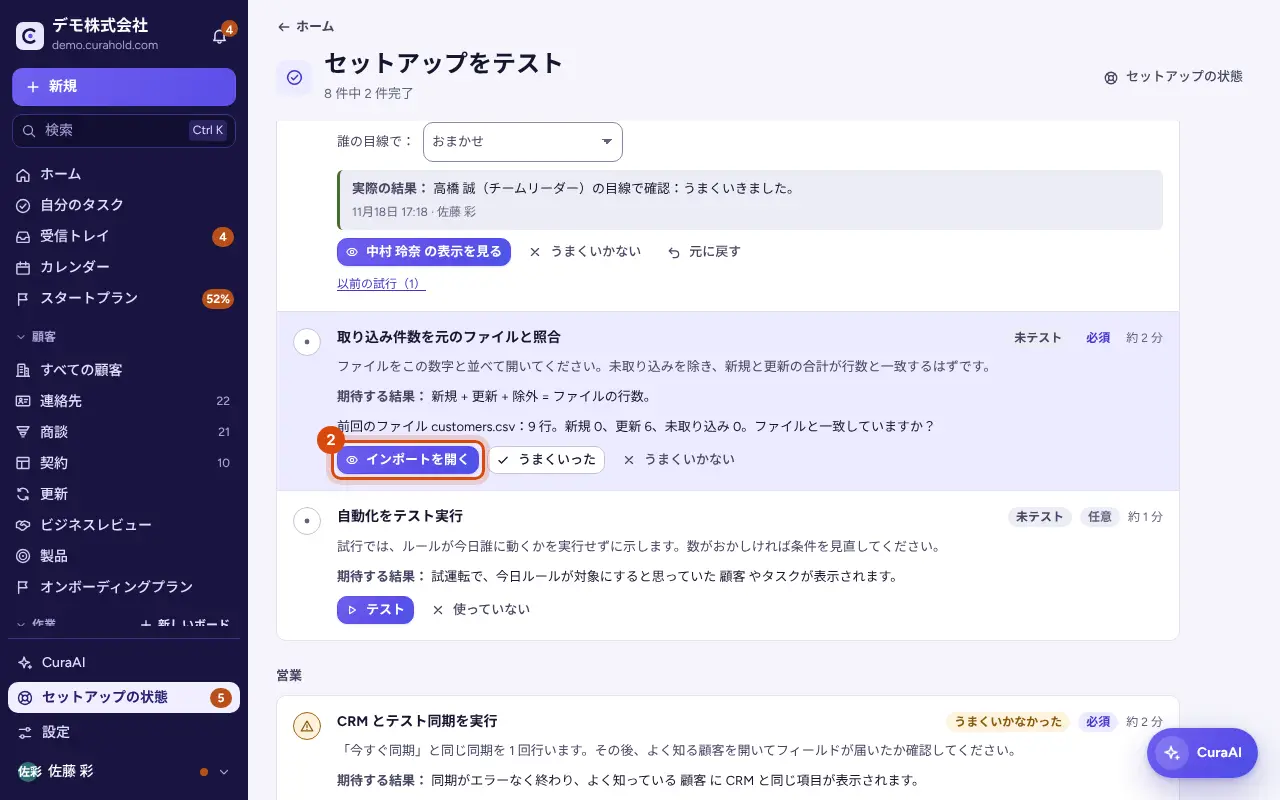 デモ株式会社
demo.curahold.com
4
新規
検索
Ctrl K
ホーム
自分のタスク
受信トレイ
4
カレンダー
スタートプラン
52%
顧客
すべての顧客
連絡先
22
商談
21
契約
10
更新
ビジネスレビュー
製品
オンボーディングプラン
作業
新しいボード
CuraAI
セットアップの状態
5
設定
佐彩
佐藤 彩
ホーム
セットアップをテスト
8 件中 2 件完了
セットアップの状態
誰の目線で：
おまかせ
実際の結果： 高橋 誠（チームリーダー）の目線で確認：うまくいきました。
11月18日 17:18 · 佐藤 彩
中村 玲奈 の表示を見る
うまくいかない
元に戻す
以前の試行（1）
取り込み件数を元のファイルと照合
未テスト
必須
約 2 分
ファイルをこの数字と並べて開いてください。未取り込みを除き、新規と更新の合計が行数と一致するはずです。
期待する結果： 新規 + 更新 + 除外 = ファイルの行数。
前回のファイル customers.csv：9 行。新規 0、更新 6、未取り込み 0。ファイルと一致していますか？
2
インポートを開く
うまくいった
うまくいかない
自動化をテスト実行
未テスト
任意
約 1 分
試行では、ルールが今日誰に動くかを実行せずに示します。数がおかしければ条件を見直してください。
期待する結果： 試運転で、今日ルールが対象にすると思っていた 顧客 やタスクが表示されます。
テスト
使っていない
営業
CRM とテスト同期を実行
うまくいかなかった
必須
約 2 分
「今すぐ同期」と同じ同期を 1 回行います。その後、よく知る顧客を開いてフィールドが届いたか確認してください。
期待する結果： 同期がエラーなく終わり、よく知っている 顧客 に CRM と同じ項目が表示されます。
CuraAI